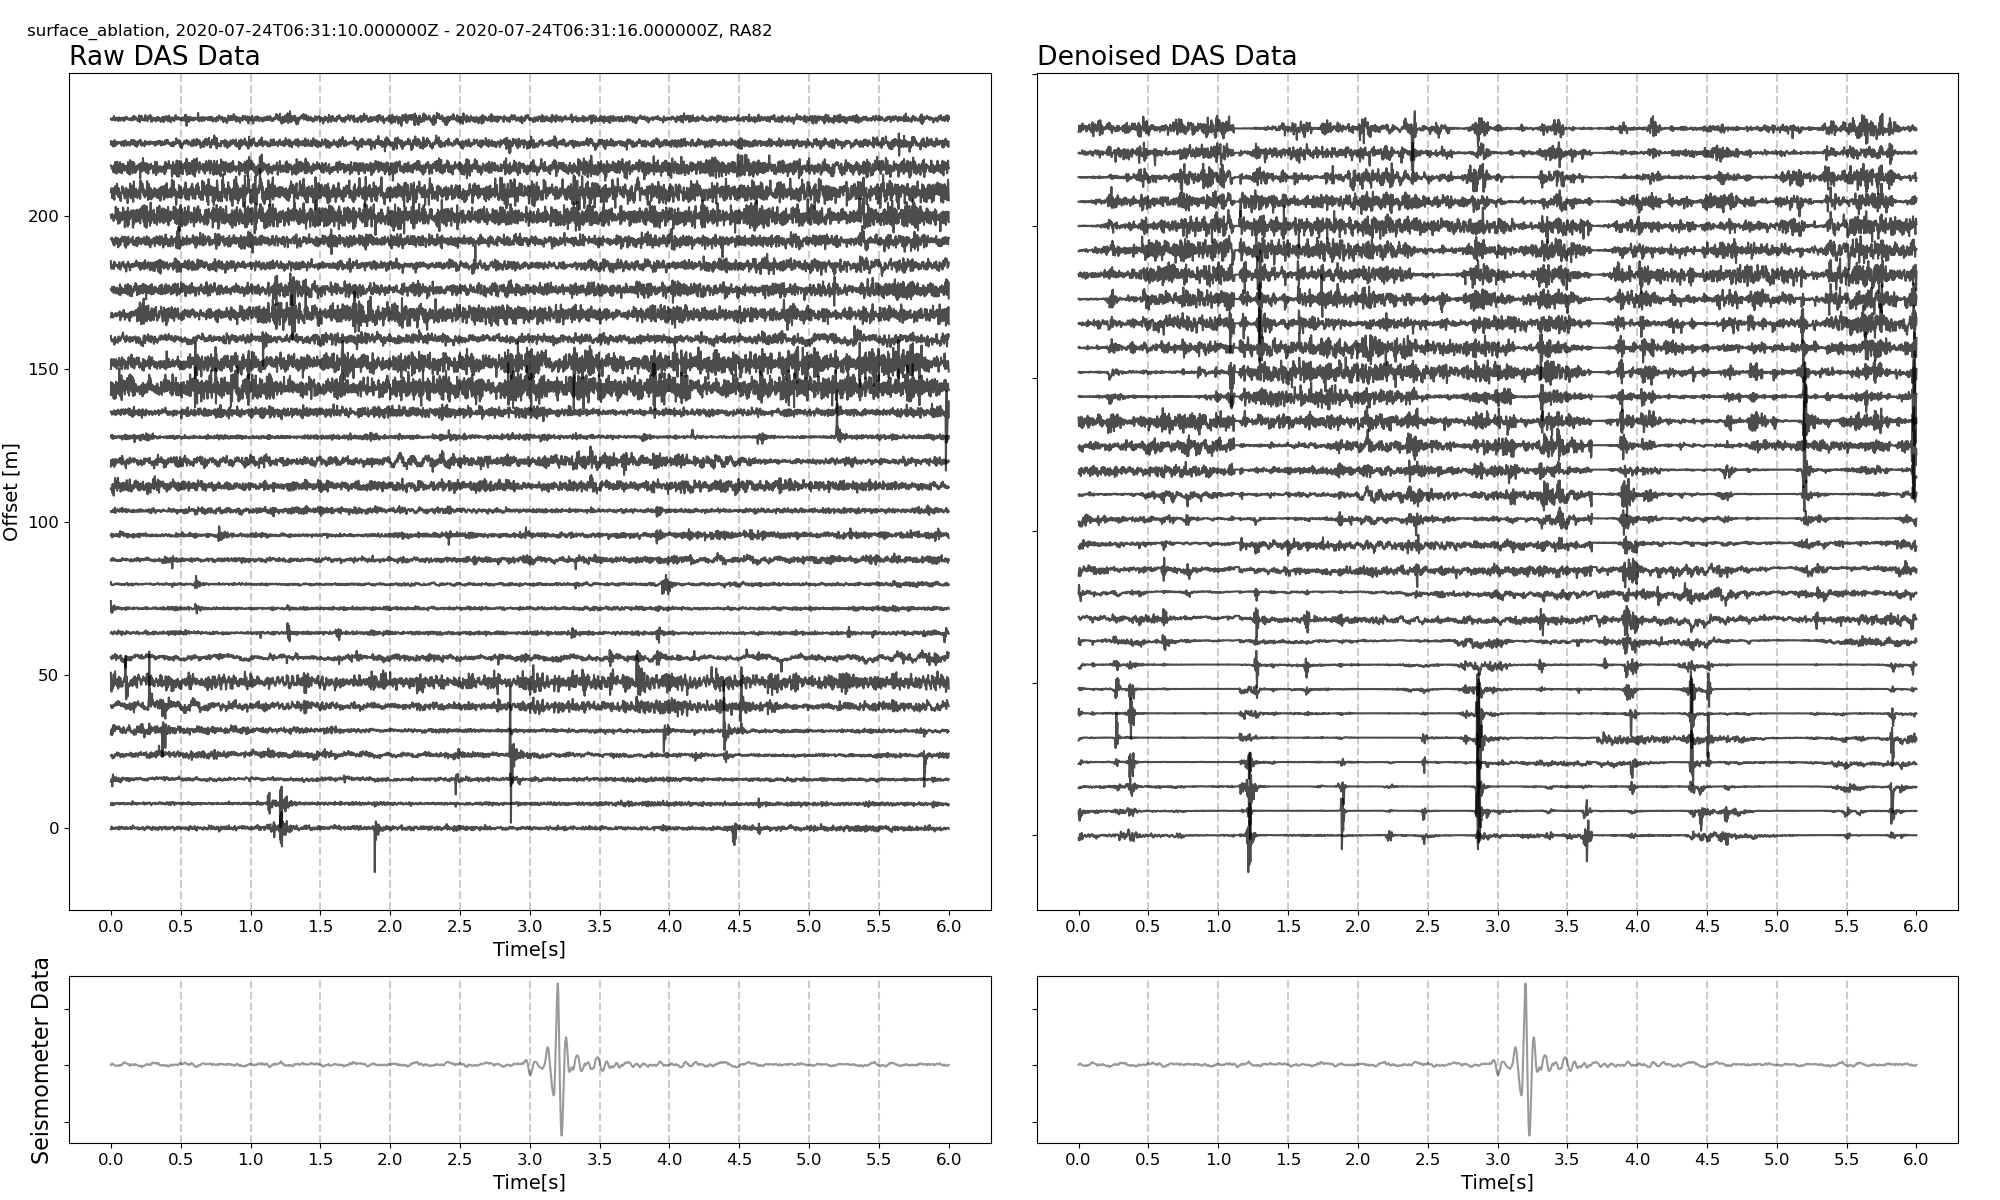 surface_ablation, 2020-07-24T06:31:10.000000Z - 2020-07-24T06:31:16.000000Z, RA82
Raw DAS Data
Denoised DAS Data
Offset [m]
200
150
100
50
0
0.0 0.5 1.0 1.5 2.0 2.5 3.0 3.5 4.0 4.5 5.0 5.5 6.0
Time[s]
0.0 0.5 1.0 1.5 2.0 2.5 3.0 3.5 4.0 4.5 5.0 5.5 6.0
Seismometer Data
0.0 0.5 1.0 1.5 2.0 2.5 3.0 3.5 4.0 4.5 5.0 5.5 6.0
Time[s]
0.0 0.5 1.0 1.5 2.0 2.5 3.0 3.5 4.0 4.5 5.0 5.5 6.0
Time[s]